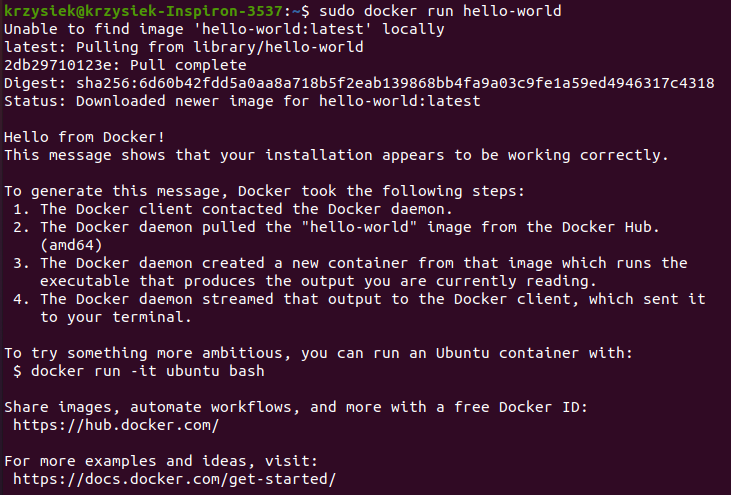 krzysiek@krzysiek-Inspiron-3537:~$ sudo docker run hello-world
Unable to find image 'hello-world:latest' locally
latest: Pulling from library/hello-world
2db29710123e: Pull complete
Digest: sha256:6d60b42fdd5a0aa8a718b5f2eab139868bb4fa9a03c9fe1a59ed4946317c4318
Status: Downloaded newer image for hello-world:latest

Hello from Docker!
This message shows that your installation appears to be working correctly.

To generate this message, Docker took the following steps:
 1. The Docker client contacted the Docker daemon.
 2. The Docker daemon pulled the "hello-world" image from the Docker Hub.
    (amd64)
 3. The Docker daemon created a new container from that image which runs the
    executable that produces the output you are currently reading.
 4. The Docker daemon streamed that output to the Docker client, which sent it
    to your terminal.

To try something more ambitious, you can run an Ubuntu container with:
 $ docker run -it ubuntu bash

Share images, automate workflows, and more with a free Docker ID:
 https://hub.docker.com/

For more examples and ideas, visit:
 https://docs.docker.com/get-started/